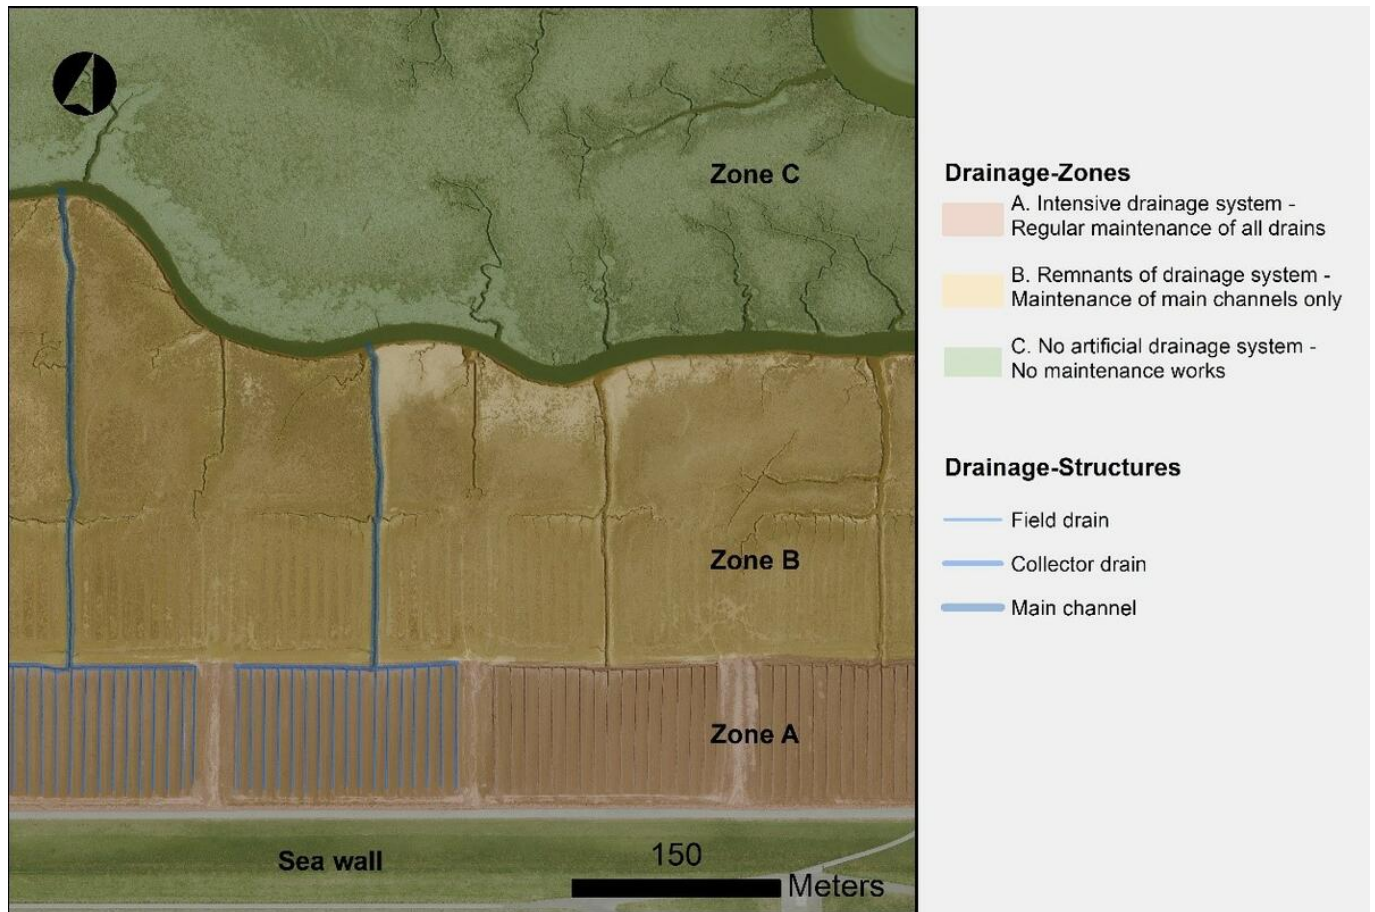 Zone C
Zone B
Zone A
Sea wall
150
Meters
Drainage-Zones
A. Intensive drainage system -
Regular maintenance of all drains
B. Remnants of drainage system -
Maintenance of main channels only
C. No artificial drainage system -
No maintenance works
Drainage-Structures
Field drain
Collector drain
Main channel